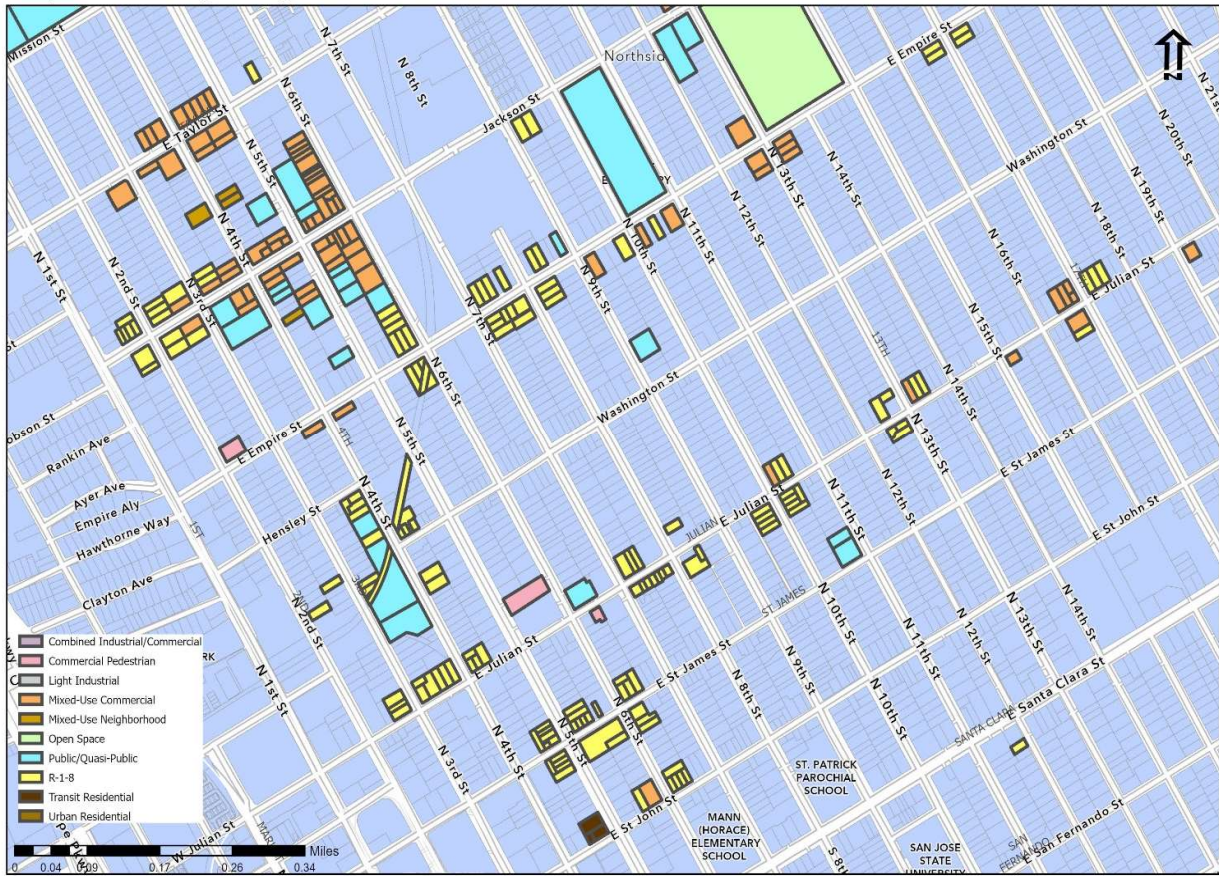 Mission St
N 7th St
N 8th St
Northsid
E Empire St
N
N 21st
N 6th St
E Taylor St
Jackson St
N 20th St
Washington St
N 5th St
N 13th St
N 14th St
N 19th St
N 4th St
N 12th St
N 11th St
N 18th St
N 10th St
N 16th St
N 1st St
N 2nd St
N 3rd St
N 9th St
E Julian St
N 7th St
N 15th St
N 6th St
13TH
N 14th St
Washington St
obson St
Rankin Ave
E Empire St
4TH
N 5th St
N 13th St
E St James St
Ayer Ave
Empire Aly
Hawthorne Way
1ST
Hensley St
N 4th St
E Julian St
JULIAN
N 12th St
N 11th St
E St John St
Clayton Ave
2ND
N 2nd St
ST JAMES
N 10th St
N 14th St
N 13th St
N 12th St
N 11th St
E Santa Clara St
SANTA CLARA
E Julian St
E St James St
N 9th St
N 8th St
N 10th St
N 1st St
N 3rd St
N 4th St
N 5th St
N 6th St
RK
Combined Industrial/Commercial
Commercial Pedestrian
Light Industrial
Mixed-Use Commercial
Mixed-Use Neighborhood
Open Space
Public/Quasi-Public
R-1-8
Transit Residential
Urban Residential
ST. PATRICK
PAROCHIAL
SCHOOL
E St John St
MANN
(HORACE)
ELEMENTARY
SCHOOL
SAN JOSE
STATE
UNIVERSITY
SAN
FERNANDO
E San Fernando St
W Julian St
Miles
0 0.04 0.09 0.17 0.26 0.34